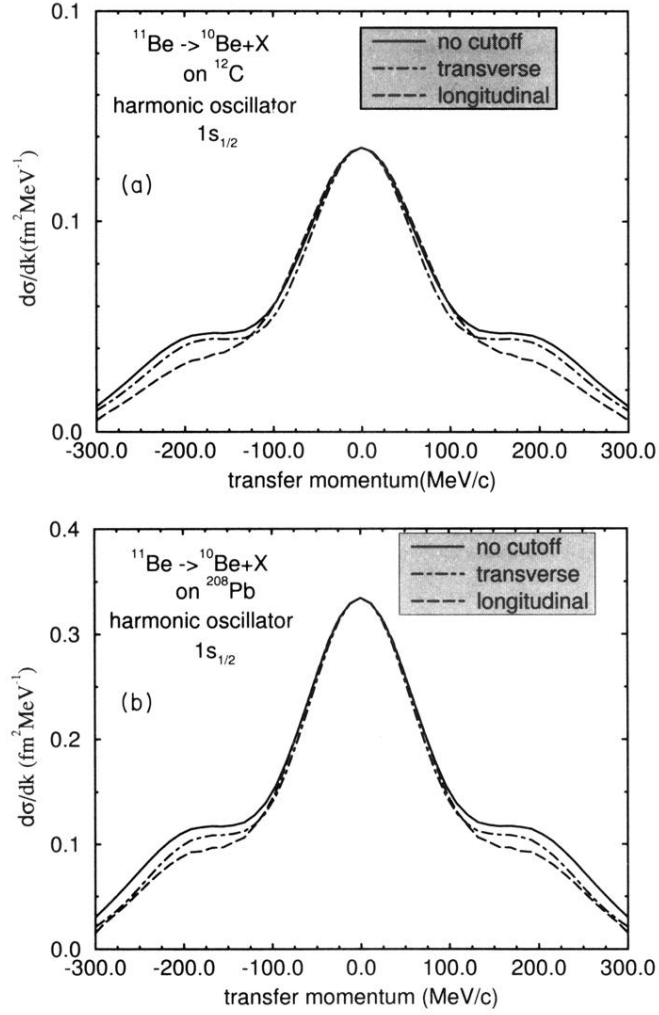 0.1
¹¹Be ->¹⁰Be+X
on ¹²C
harmonic oscillator
1s₁/₂
no cutoff
transverse
longitudinal
(a)
0.1
dσ/dk(fm²MeV⁻¹)
0.0
-300.0 -200.0 -100.0 0.0 100.0 200.0 300.0
transfer momentum(MeV/c)
0.4
¹¹Be ->¹⁰Be+X
on ²⁰⁸Pb
harmonic oscillator
1s₁/₂
no cutoff
transverse
longitudinal
0.3
(b)
dσ/dk (fm²MeV⁻¹)
0.2
0.1
0.0
-300.0 -200.0 -100.0 0.0 100.0 200.0 300.0
transfer momentum (MeV/c)